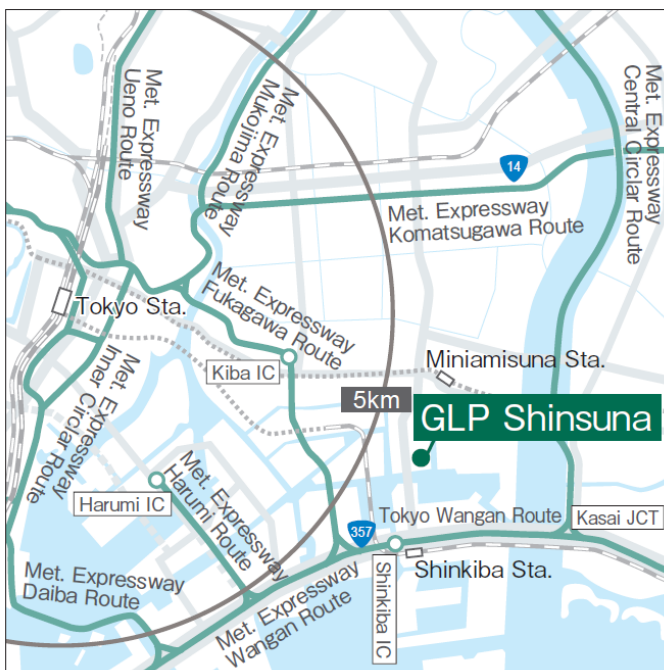 Met. Expressway
Ueno Route
Met. Expressway
Mukojima Route
Met. Expressway
Central Circlar Route
14
Met. Expressway
Komatsugawa Route
Tokyo Sta.
Met. Expressway
Fukagawa Route
Kiba IC
Miniamisuna Sta.
5km
GLP Shinsuna
Met. Expressway
Inner Circlar Route
Harumi IC
Met. Expressway
Harumi Route
357
Tokyo Wangan Route
Kasai JCT
Shinkiba IC
Shinkiba Sta.
Met. Expressway
Daiba Route
Met. Expressway
Wangan Route